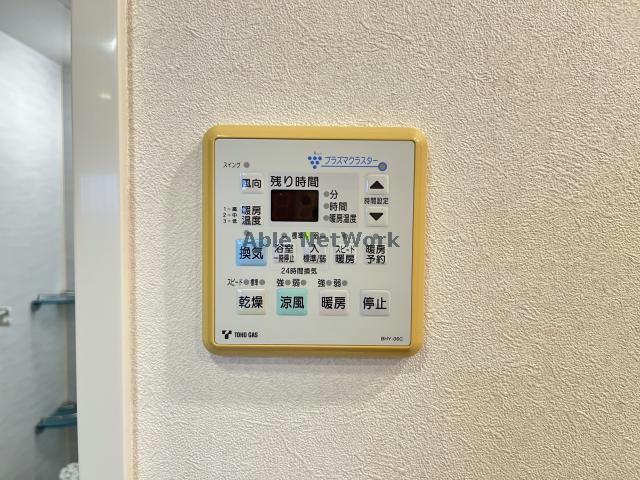 プラズマクラスター
スイング
風向
残り時間
分
時間
暖房温度
時間設定
1-高
2-中
3-低
暖房
温度
Able NetWork
換気
浴室
一時停止
入
標準/弱
スピード
暖房
暖房
予約
24時間換気
スピード 標準
強 弱
強 弱
乾燥
涼風
暖房
停止
TOHO GAS
BHY-06C